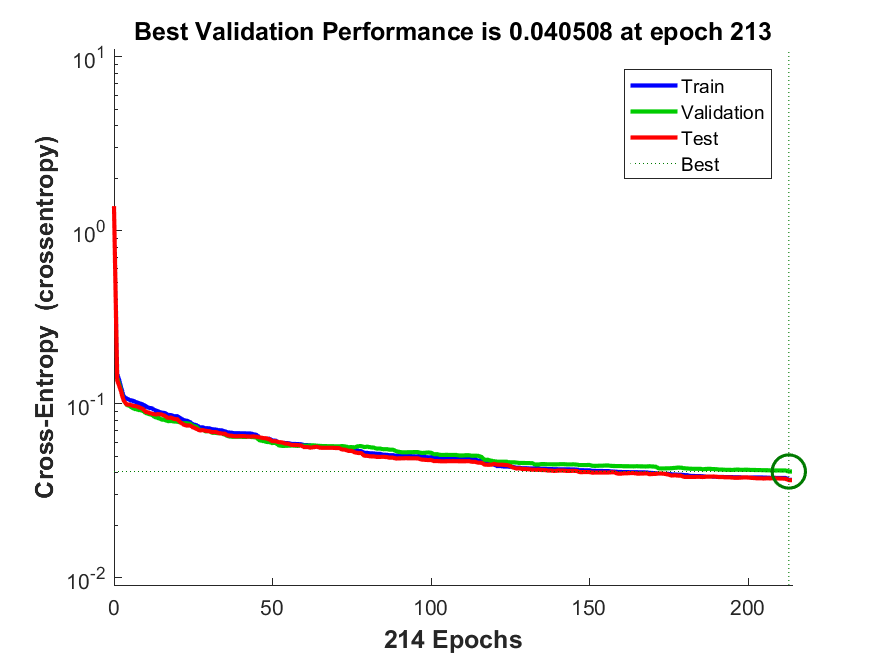 Best Validation Performance is 0.040508 at epoch 213
Cross-Entropy (crossentropy)
10^1
10^0
10^-1
10^-2
Train
Validation
Test
Best
0 50 100 150 200
214 Epochs